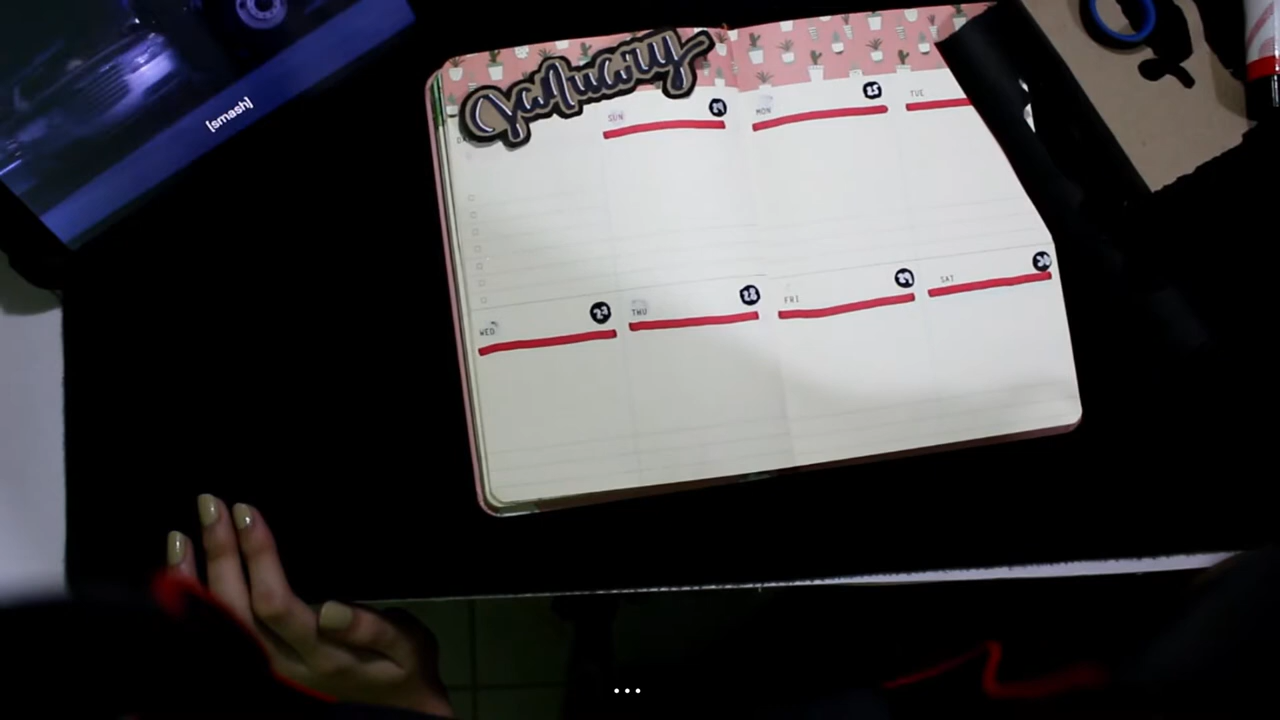 [smash]
January
SUN 24
MON 25
TUE
WED 27
THU 28
FRI 29
SAT 30
...